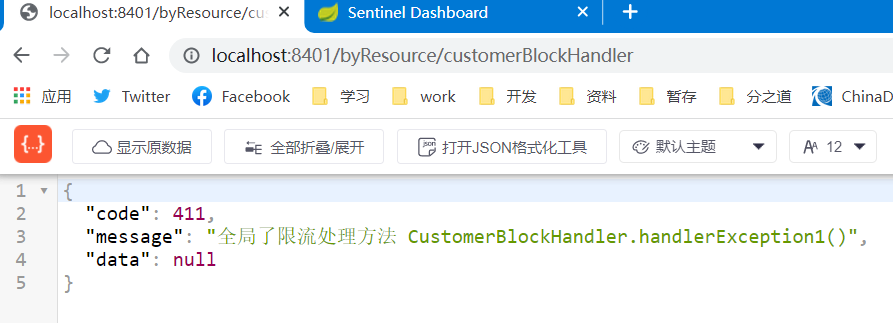 localhost:8401/byResource/cus
Sentinel Dashboard
localhost:8401/byResource/customerBlockHandler
应用 Twitter Facebook 学习 work 开发 资料 暂存 分之道 ChinaD
{...} 显示原数据 全部折叠/展开 json 打开JSON格式化工具 默认主题 AA 12
1 {
2 "code": 411,
3 "message": "全局了限流处理方法 CustomerBlockHandler.handlerException1()",
4 "data": null
5 }